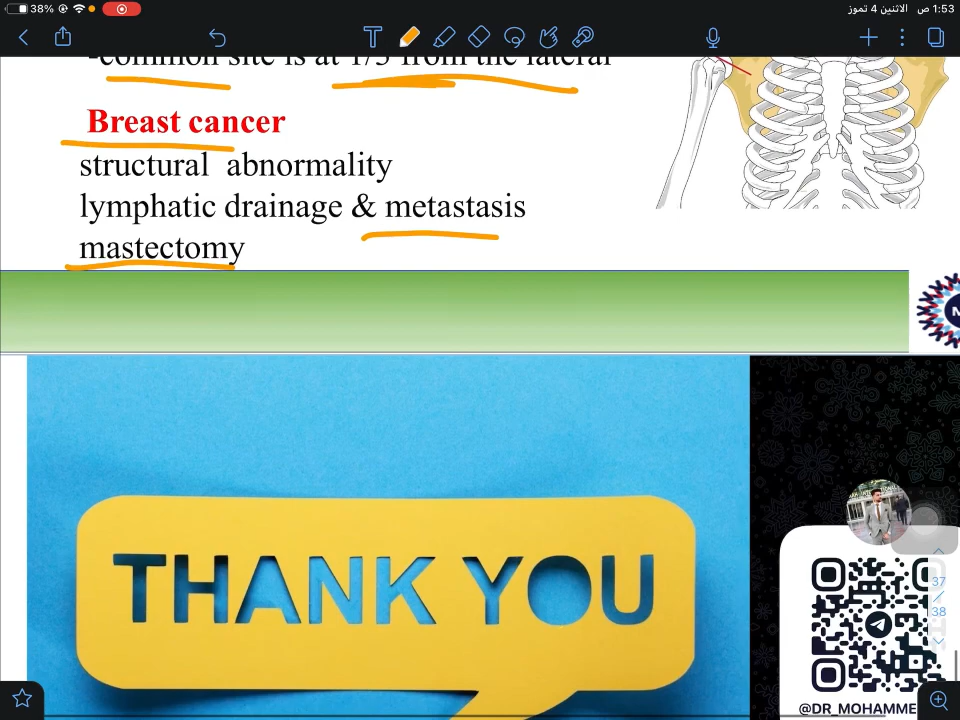 38%
1:53 ص الاثنين 4 تموز
-common site is at 1/3 from the lateral
Breast cancer
structural abnormality
lymphatic drainage & metastasis
mastectomy
THANK YOU
37
38
@DR_MOHAMME